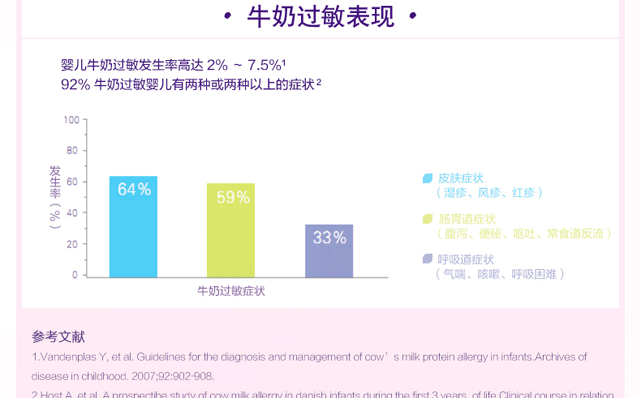 • 牛奶过敏表现 •
婴儿牛奶过敏发生率高达 2% ~ 7.5%¹
92% 牛奶过敏婴儿有两种或两种以上的症状²
100
80
60
40
20
0
发生率(%)
64%
59%
33%
牛奶过敏症状
皮肤症状
(湿疹、风疹、红疹)
肠胃道症状
(腹泻、便秘、呕吐、常食道反流)
呼吸道症状
(气喘、咳嗽、呼吸困难)
参考文献
1.Vandenplas Y, et al. Guidelines for the diagnosis and management of cow's milk protein allergy in infants.Archives of
disease in childhood. 2007;92:902-908.
2.Host A, et al. A prospectibe study of cow milk allergy in danish infants during the first 3 years, of life.Clinical course in relation